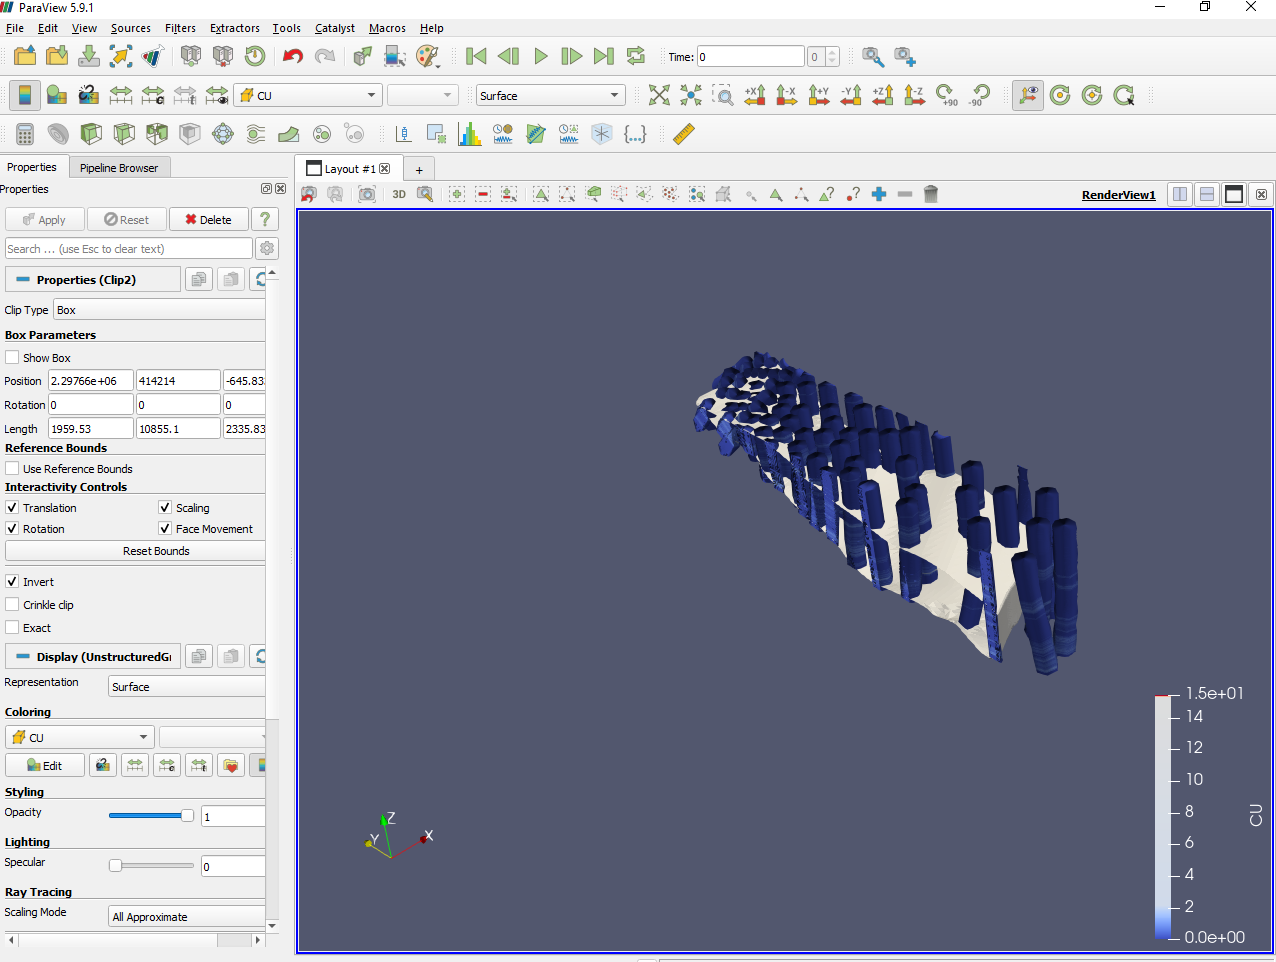 ParaView 5.9.1
File Edit View Sources Filters Extractors Tools Catalyst Macros Help
Time: 0 0
CU Surface
+X -X +Y -Y +Z -Z +90 -90
Properties Pipeline Browser
Layout #1 +
Properties
3D
RenderView1
Apply Reset Delete ?
Search ... (use Esc to clear text)
Properties (Clip2)
Clip Type Box
Box Parameters
Show Box
Position 2.29766e+06 414214 -645.83
Rotation 0 0 0
Length 1959.53 10855.1 2335.83
Reference Bounds
Use Reference Bounds
Interactivity Controls
Translation Scaling
Rotation Face Movement
Reset Bounds
Invert
Crinkle clip
Exact
Display (UnstructuredGr
Representation Surface
Coloring
CU
Edit
Styling
Opacity 1
Lighting
Specular 0
Ray Tracing
Scaling Mode All Approximate
Z
Y X
1.5e+01
14
12
10
8
6
4
2
0.0e+00
CU